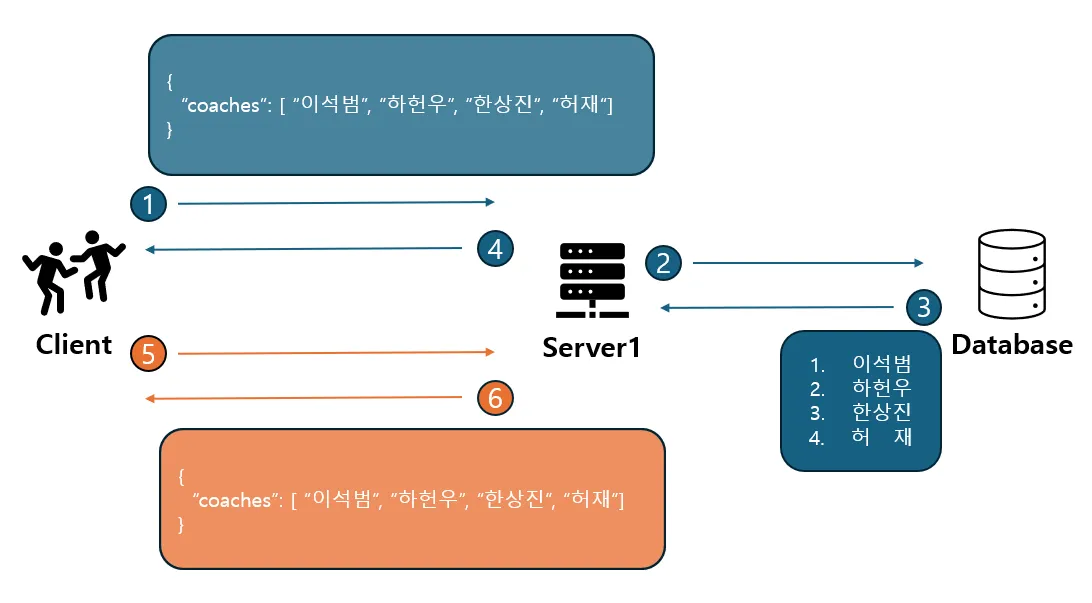 {
“coaches”: [ “이석범”, “하헌우”, ”한상진”, “허재“]
}
1
4
2
3
Client
Server1
Database
5
6
1. 이석범
2. 하헌우
3. 한상진
4. 허 재
{
“coaches”: [ “이석범”, “하헌우”, “한상진“, “허재“]
}